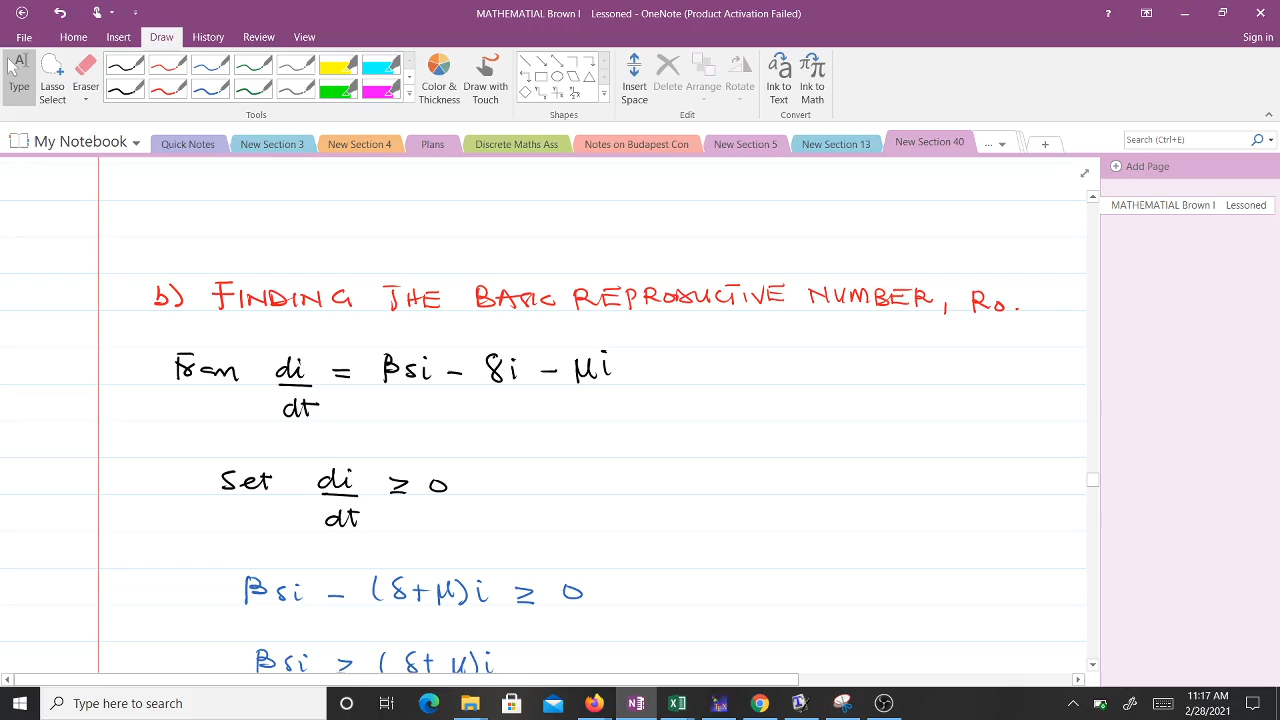 MATHEMATIAL Brown I Lessoned - OneNote (Product Activation Failed)
File Home Insert Draw History Review View Sign in
Type Lasso Select Eraser Color & Thickness Draw with Touch Insert Space Delete Arrange Rotate Ink to Text Ink to Math
Tools Shapes Edit Convert
My Notebook Quick Notes New Section 3 New Section 4 Plans Discrete Maths Ass Notes on Budapest Con New Section 5 New Section 13 New Section 40 ... Search (Ctrl+E)
Add Page
MATHEMATIAL Brown I Lessoned
b) FINDING THE BASIC REPRODUCTIVE NUMBER, R₀.
From di/dt = βsi - γi - μi
Set di/dt ≥ 0
βsi - (γ+μ)i ≥ 0
βsi ≥ (γ+μ)i
Type here to search
11:17 AM
2/28/2021